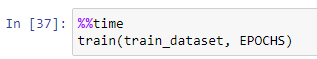 In [37]: %%time
train(train_dataset, EPOCHS)